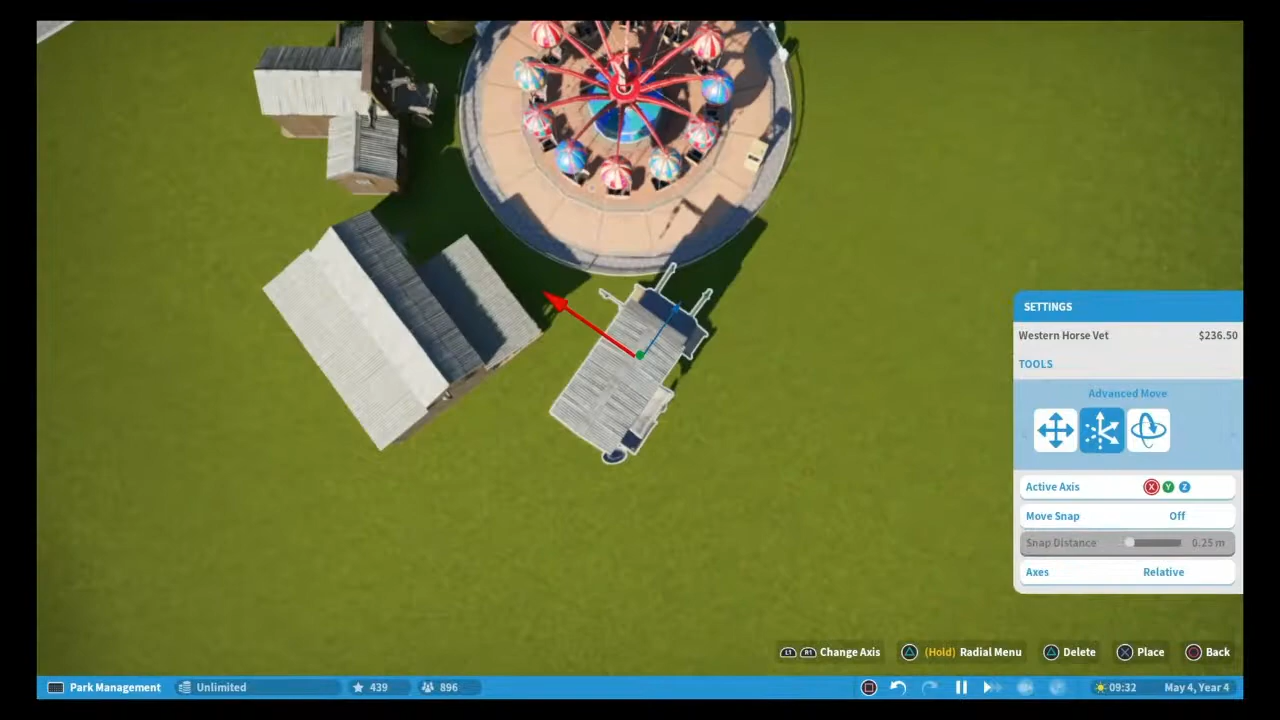 SETTINGS
Western Horse Vet $236.50
TOOLS
Advanced Move
Active Axis X Y Z
Move Snap Off
Snap Distance 0.25 m
Axes Relative
L1 R1 Change Axis (Hold) Radial Menu Delete Place Back
Park Management Unlimited 439 896 09:32 May 4, Year 4